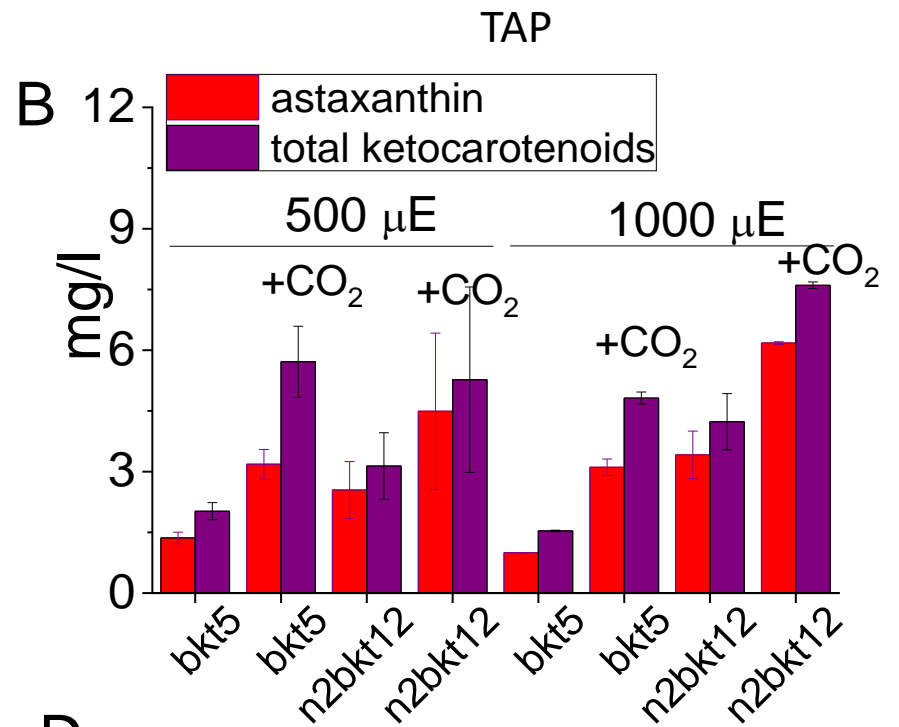 TAP
B
12
astaxanthin
total ketocarotenoids
500 μE
1000 μE
9
+CO2
+CO2
+CO2
+CO2
mg/l
6
3
0
bkt5
bkt5
n2bkt12
n2bkt12
bkt5
bkt5
n2bkt12
n2bkt12